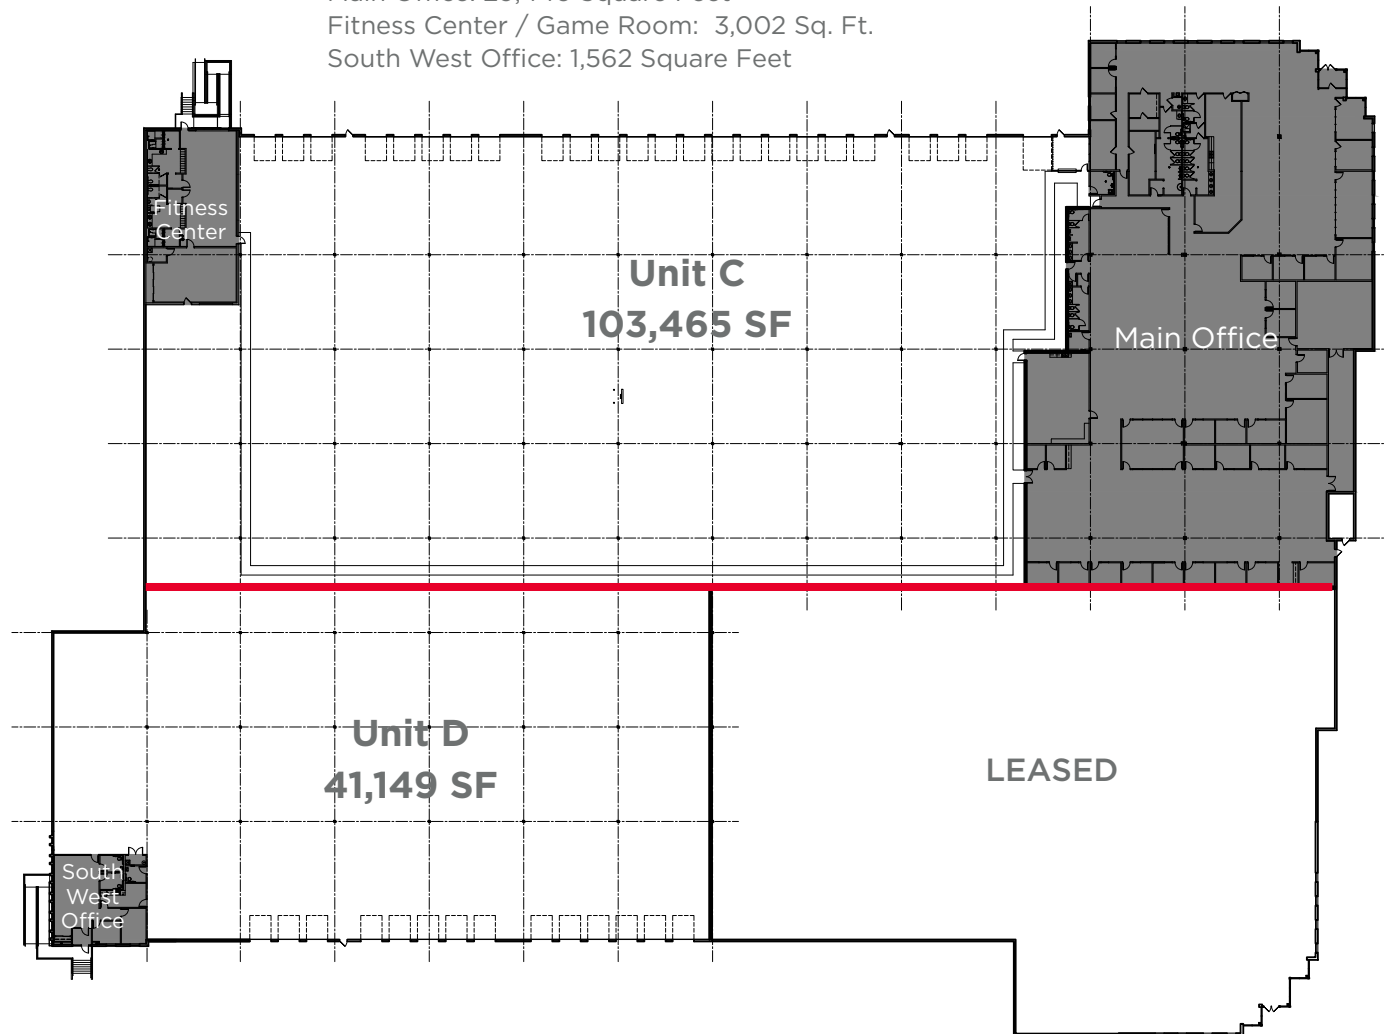 Fitness Center / Game Room: 3,002 Sq. Ft.
South West Office: 1,562 Square Feet
Fitness
Center
Unit C
103,465 SF
Main Office
Unit D
41,149 SF
LEASED
South
West
Office